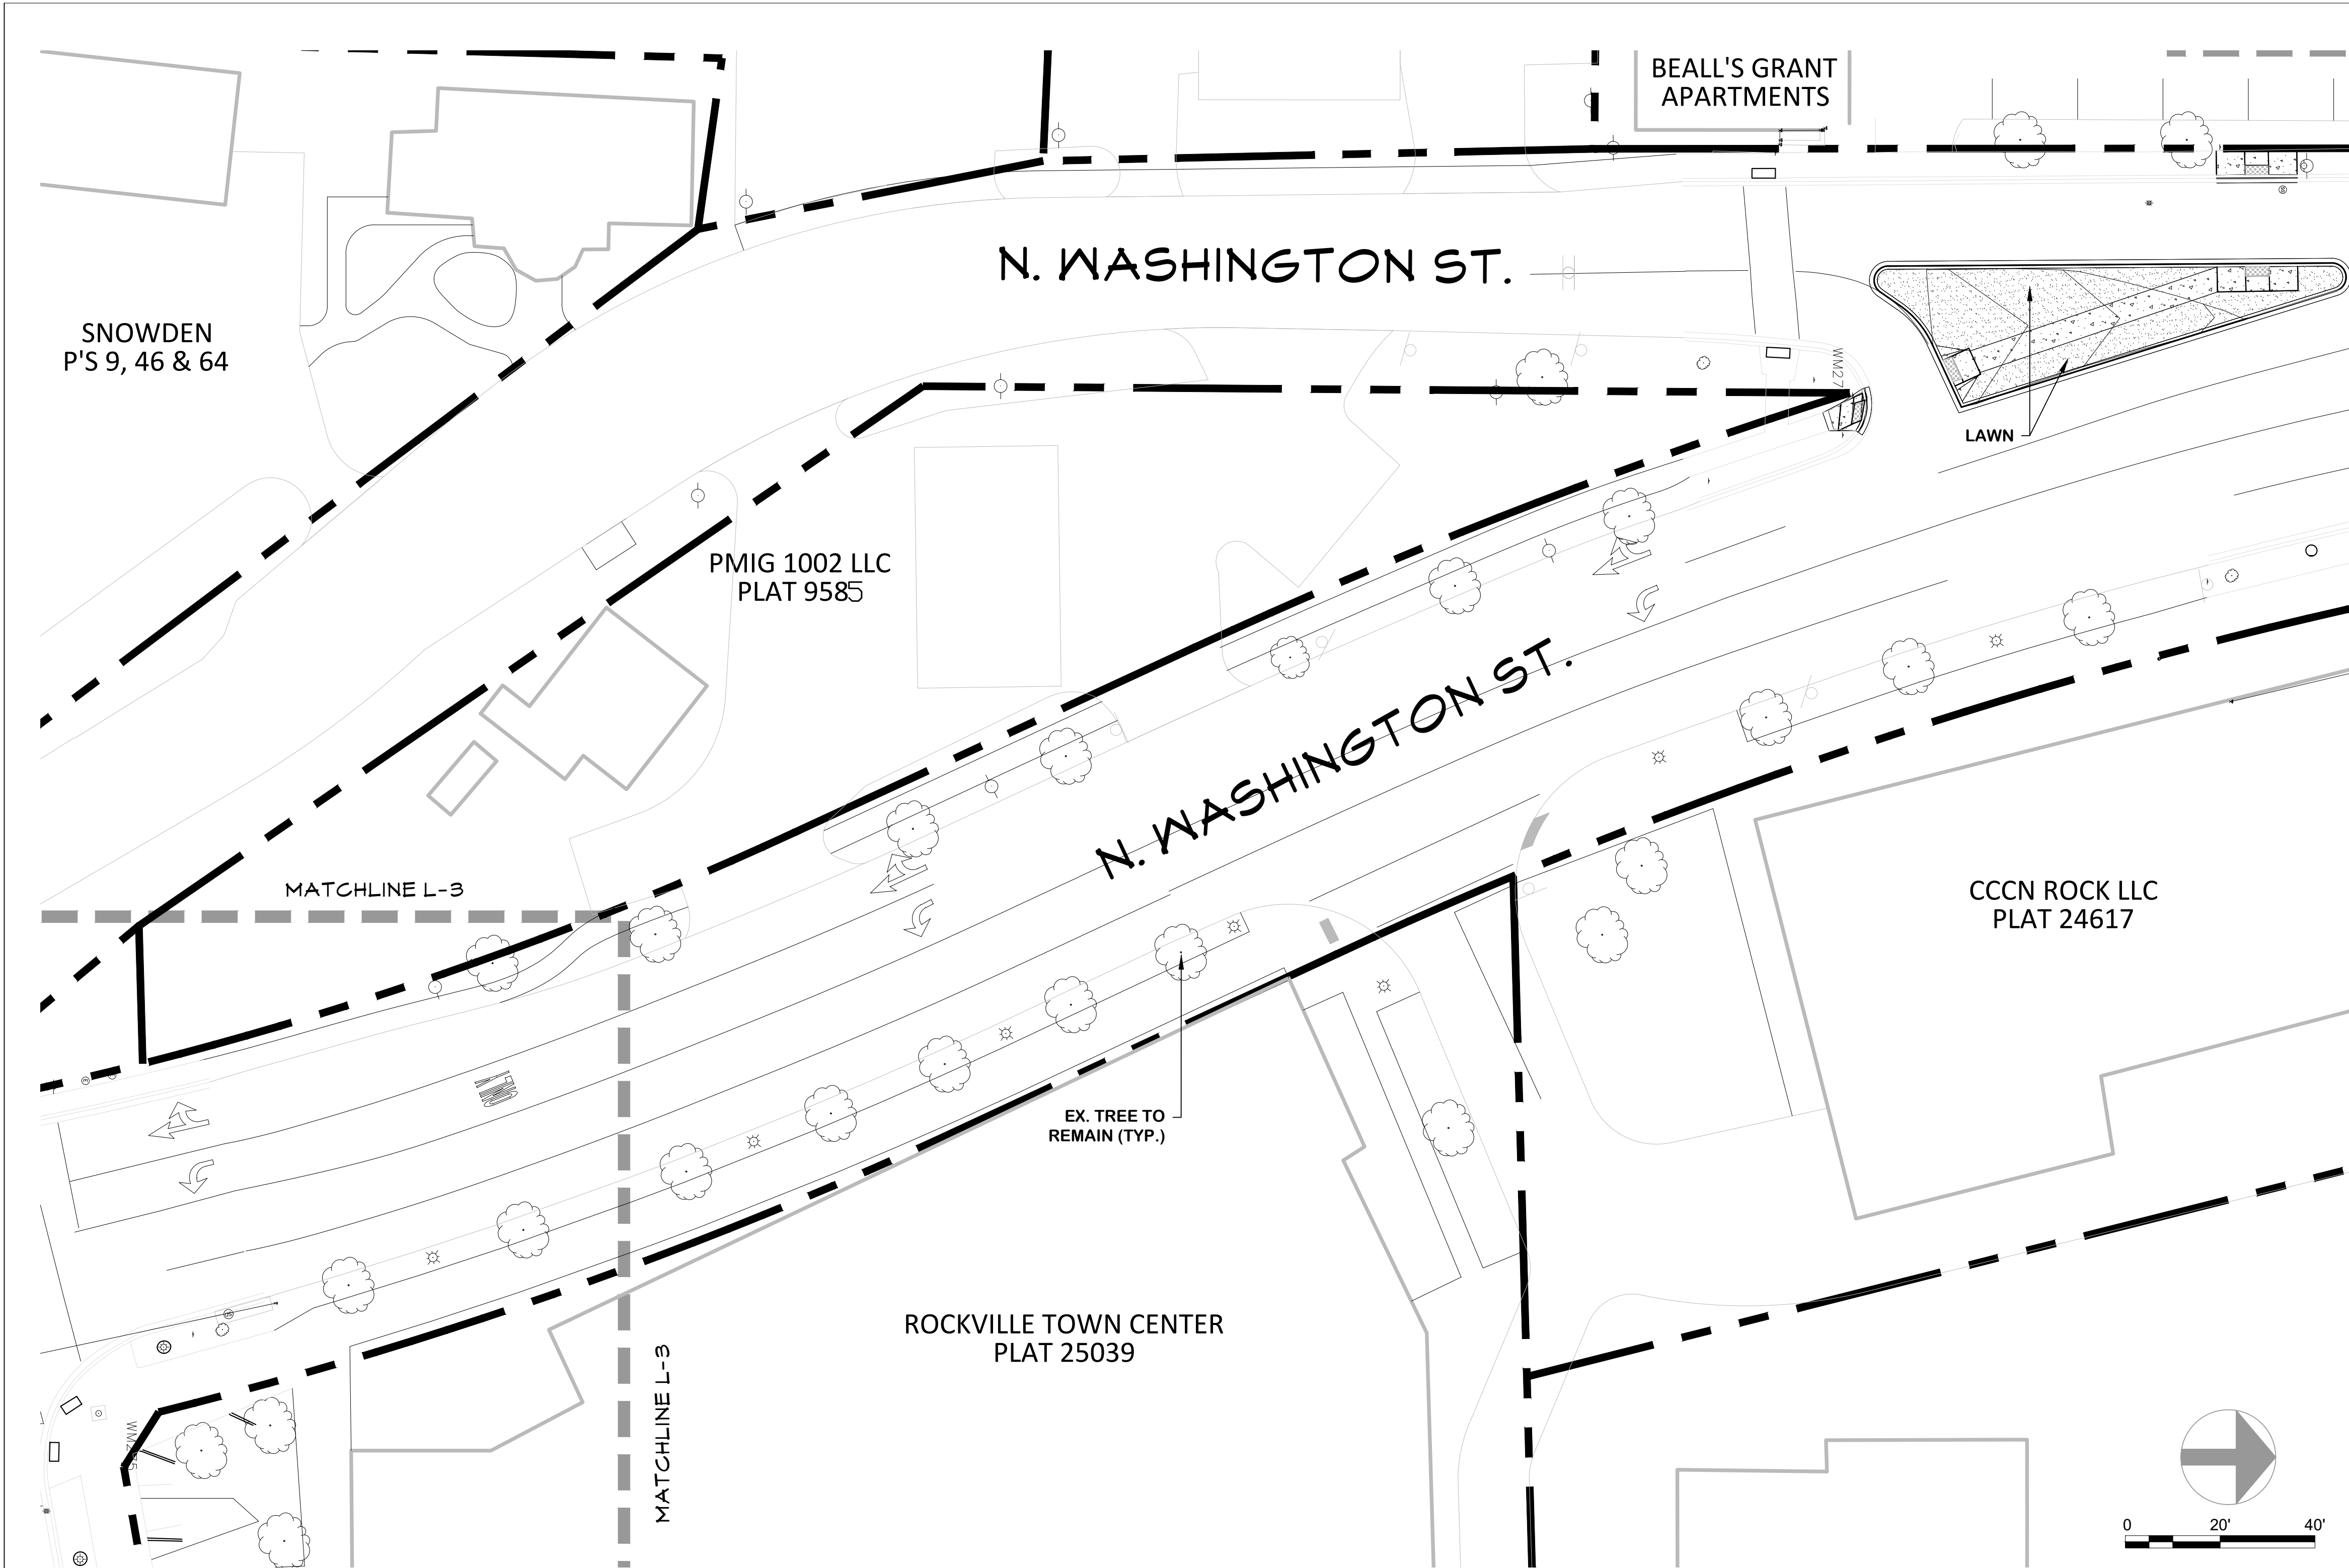 BEALL'S GRANT
APARTMENTS
N. WASHINGTON ST.
SNOWDEN
P'S 9, 46 & 64
WM27
LAWN
PMIG 1002 LLC
PLAT 9585
N. WASHINGTON ST.
MATCHLINE L-3
CCCN ROCK LLC
PLAT 24617
EX. TREE TO
REMAIN (TYP.)
ROCKVILLE TOWN CENTER
PLAT 25039
MATCHLINE L-3
0 20' 40'